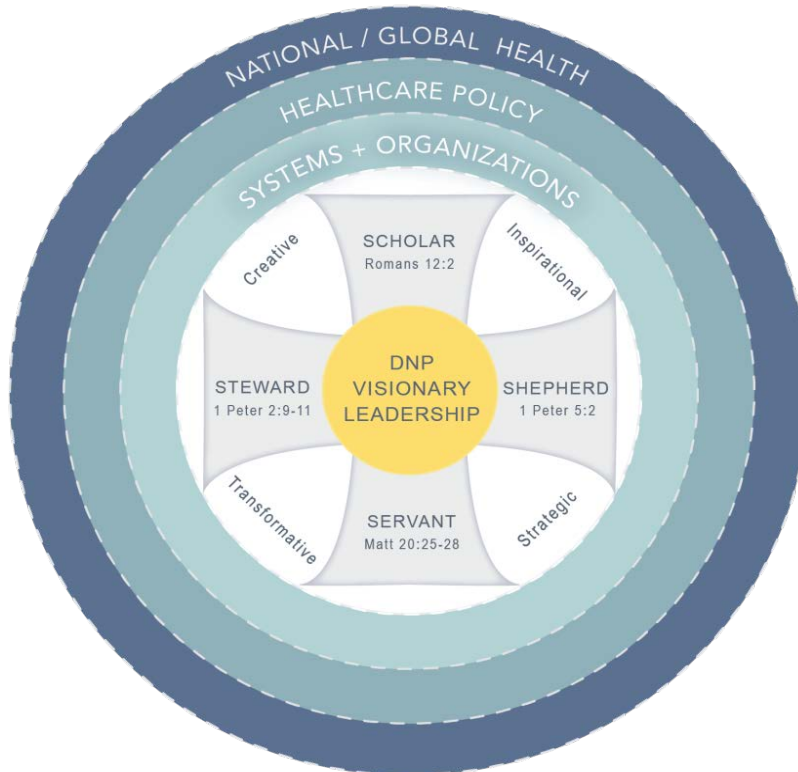 NATIONAL / GLOBAL HEALTH
HEALTHCARE POLICY
SYSTEMS + ORGANIZATIONS
Creative
SCHOLAR
Romans 12:2
Inspirational
STEWARD
1 Peter 2:9-11
DNP
VISIONARY
LEADERSHIP
SHEPHERD
1 Peter 5:2
Transformative
SERVANT
Matt 20:25-28
Strategic